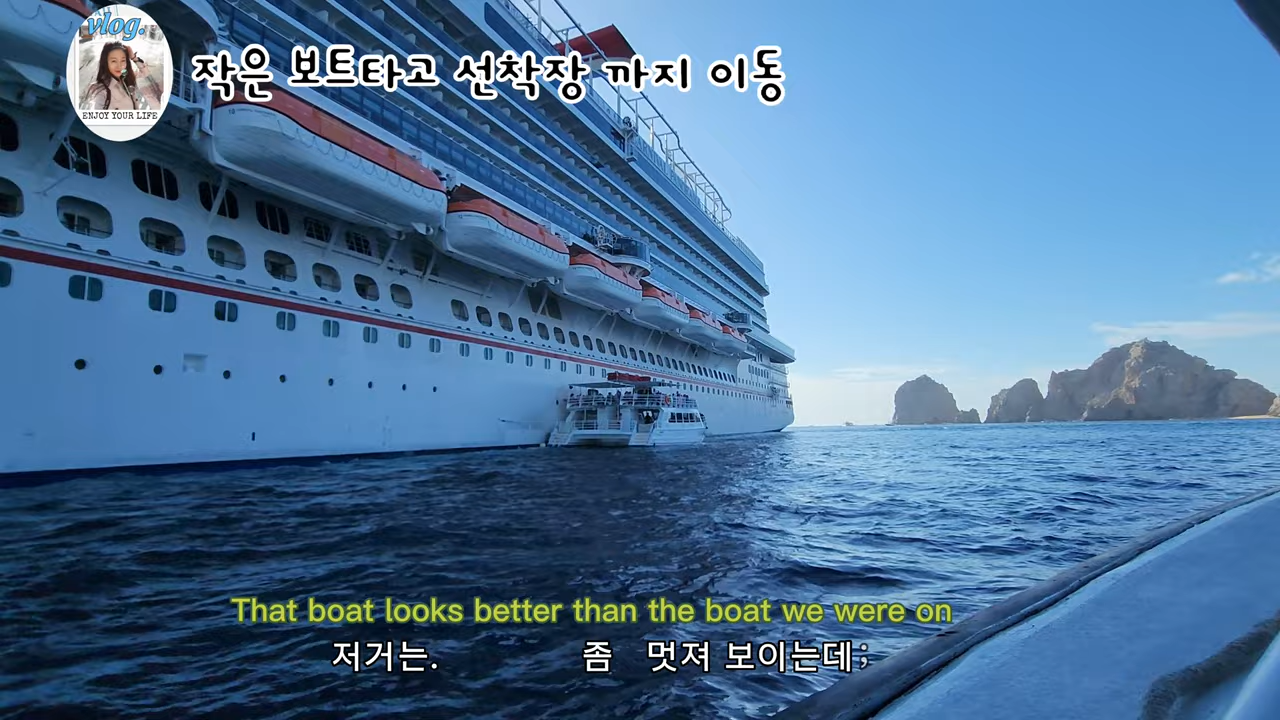 vlog.
ENJOY YOUR LIFE
작은 보트타고 선착장 까지 이동
That boat looks better than the boat we were on
저거는. 좀 멋져 보이는데;